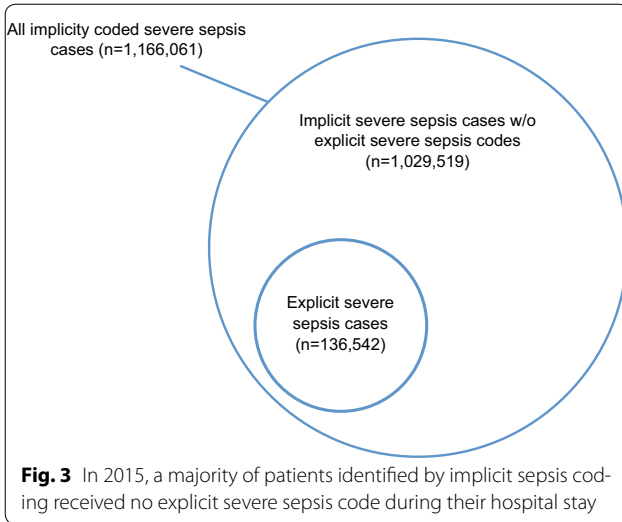 All implicity coded severe sepsis
cases (n=1,166,061)
Implicit severe sepsis cases w/o
explicit severe sepsis codes
(n=1,029,519)
Explicit severe
sepsis cases
(n=136,542)
Fig. 3 In 2015, a majority of patients identified by implicit sepsis cod-
ing received no explicit severe sepsis code during their hospital stay